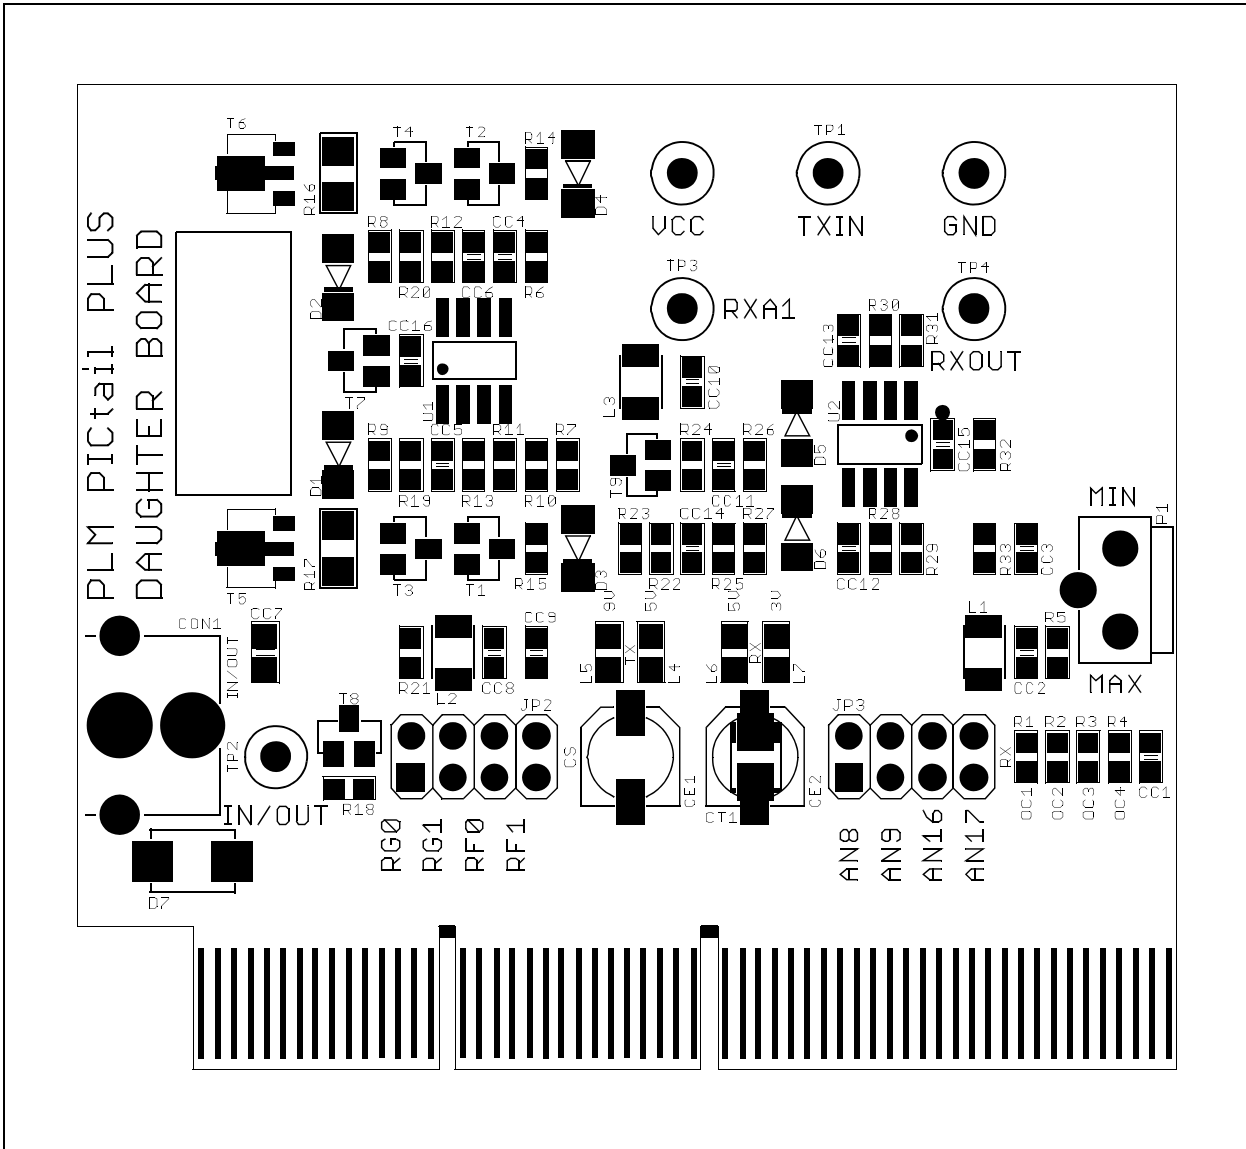 T6
T4
T2
R14
TP1
R16
D4
VCC
TXIN
GND
PLM PICtail PLUS
DAUGHTER BOARD
R8
R12
CC4
R20
CC6
R6
D2
TP3
TP4
RXA1
R30
R31
CC13
RXOUT
CC16
T7
U1
L3
CC10
D5
U2
R9
CC5
R11
R7
R24
R26
CC15
R32
D1
R19
R13
R10
T9
CC11
MIN
P1
R23
CC14
R27
R28
R17
T5
T3
T1
R15
D3
R22
R25
D6
CC12
R29
R33
CC3
9V
5V
5V
3V
CON1
CC7
IN/OUT
CC9
L1
R5
R21
L2
CC8
L5
TX
L4
L6
RX
L7
CC2
MAX
T8
TP2
JP2
CS
CE1
CT1
CE2
JP3
RX
R1
R2
R3
R4
R18
OC1
OC2
OC3
OC4
CC1
IN/OUT
RG0
RG1
RF0
RF1
AN8
AN9
AN16
AN17
D7